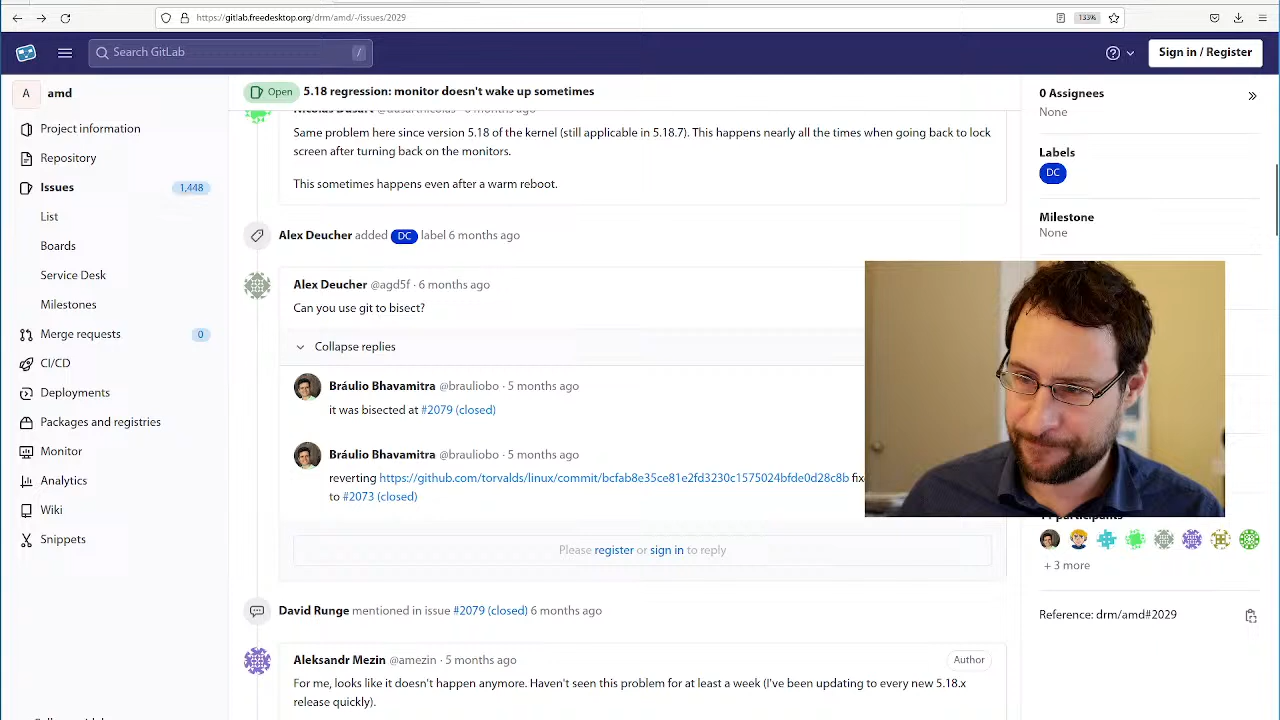 https://gitlab.freedesktop.org/drm/amd/-/issues/2029
133%
Search GitLab
/
Sign in / Register
A
amd
Open
5.18 regression: monitor doesn't wake up sometimes
0 Assignees
None
Project information
Same problem here since version 5.18 of the kernel (still applicable in 5.18.7). This happens nearly all the times when going back to lock
screen after turning back on the monitors.
Repository
Labels
DC
This sometimes happens even after a warm reboot.
Issues
1,448
List
Milestone
None
Alex Deucher added DC label 6 months ago
Boards
Service Desk
Alex Deucher @agd5f · 6 months ago
Milestones
Can you use git to bisect?
Merge requests
0
Collapse replies
CI/CD
Deployments
Bráulio Bhavamitra @brauliobo · 5 months ago
it was bisected at #2079 (closed)
Packages and registries
Monitor
Bráulio Bhavamitra @brauliobo · 5 months ago
Analytics
reverting https://github.com/torvalds/linux/commit/bcfab8e35ce81e2fd3230c1575024bfde0d28c8b
to #2073 (closed)
Wiki
participants
Snippets
Please register or sign in to reply
+ 3 more
David Runge mentioned in issue #2079 (closed) 6 months ago
Reference: drm/amd#2029
Aleksandr Mezin @amezin · 5 months ago
Author
For me, looks like it doesn't happen anymore. Haven't seen this problem for at least a week (I've been updating to every new 5.18.x
release quickly).